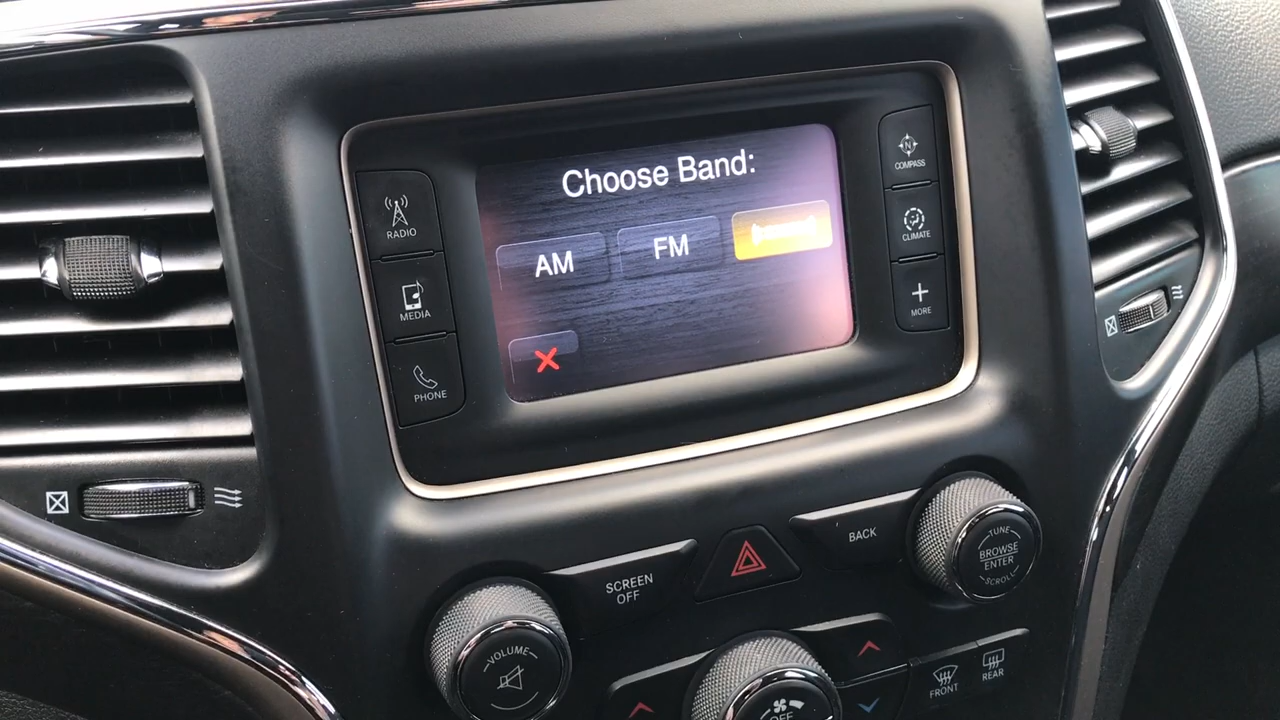 Choose Band:
AM
FM
RADIO
MEDIA
PHONE
N
COMPASS
CLIMATE
MORE
SCREEN
OFF
BACK
TUNE
BROWSE
ENTER
SCROLL
VOLUME
OFF
FRONT
REAR